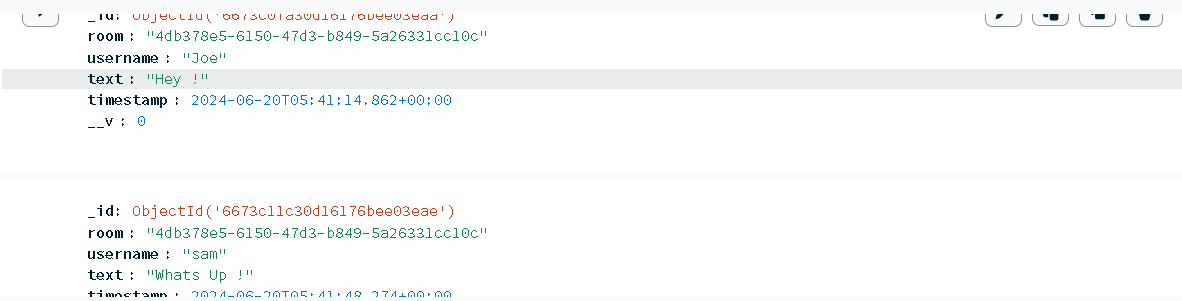 _id: ObjectId('6673c0fa30d16176bee03eaa')
room : "4db378e5-6150-47d3-b849-5a26331cc10c"
username : "Joe"
text : "Hey !"
timestamp : 2024-06-20T05:41:14.862+00:00
__v : 0
_id: ObjectId('6673c11c30d16176bee03eae')
room : "4db378e5-6150-47d3-b849-5a26331cc10c"
username : "sam"
text : "Whats Up !"
timestamp : 2024-06-20T05:41:48.274+00:00